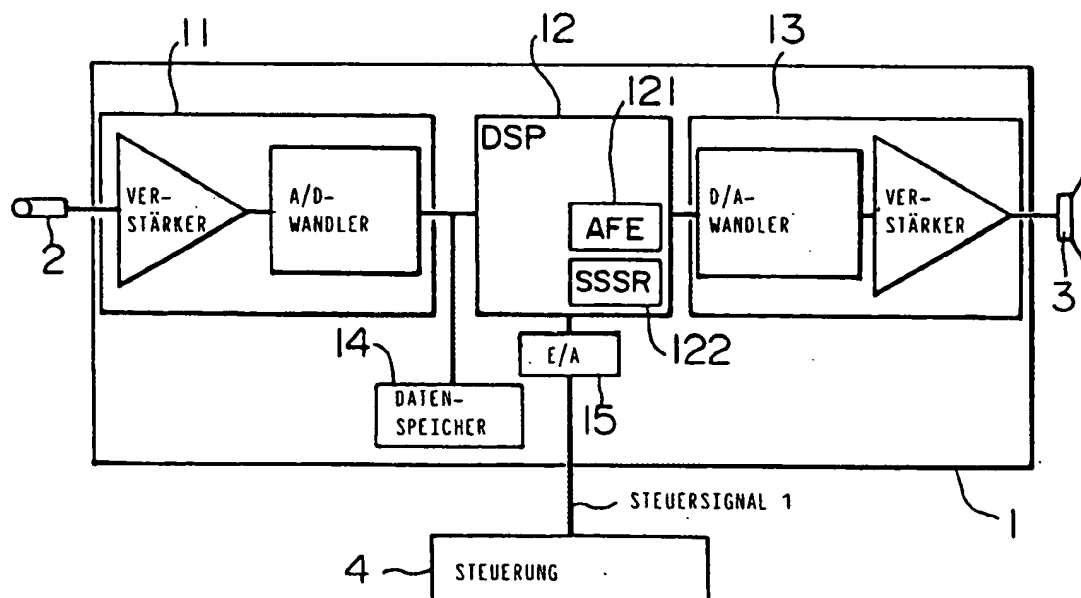 11
12
13
121
DSP
VER-
STÄRKER
A/D-
WANDLER
D/A-
WANDLER
VER-
STÄRKER
AFE
SSSR
2
3
14
122
E/A
15
DATEN-
SPEICHER
STEUERSIGNAL 1
1
4
STEUERUNG